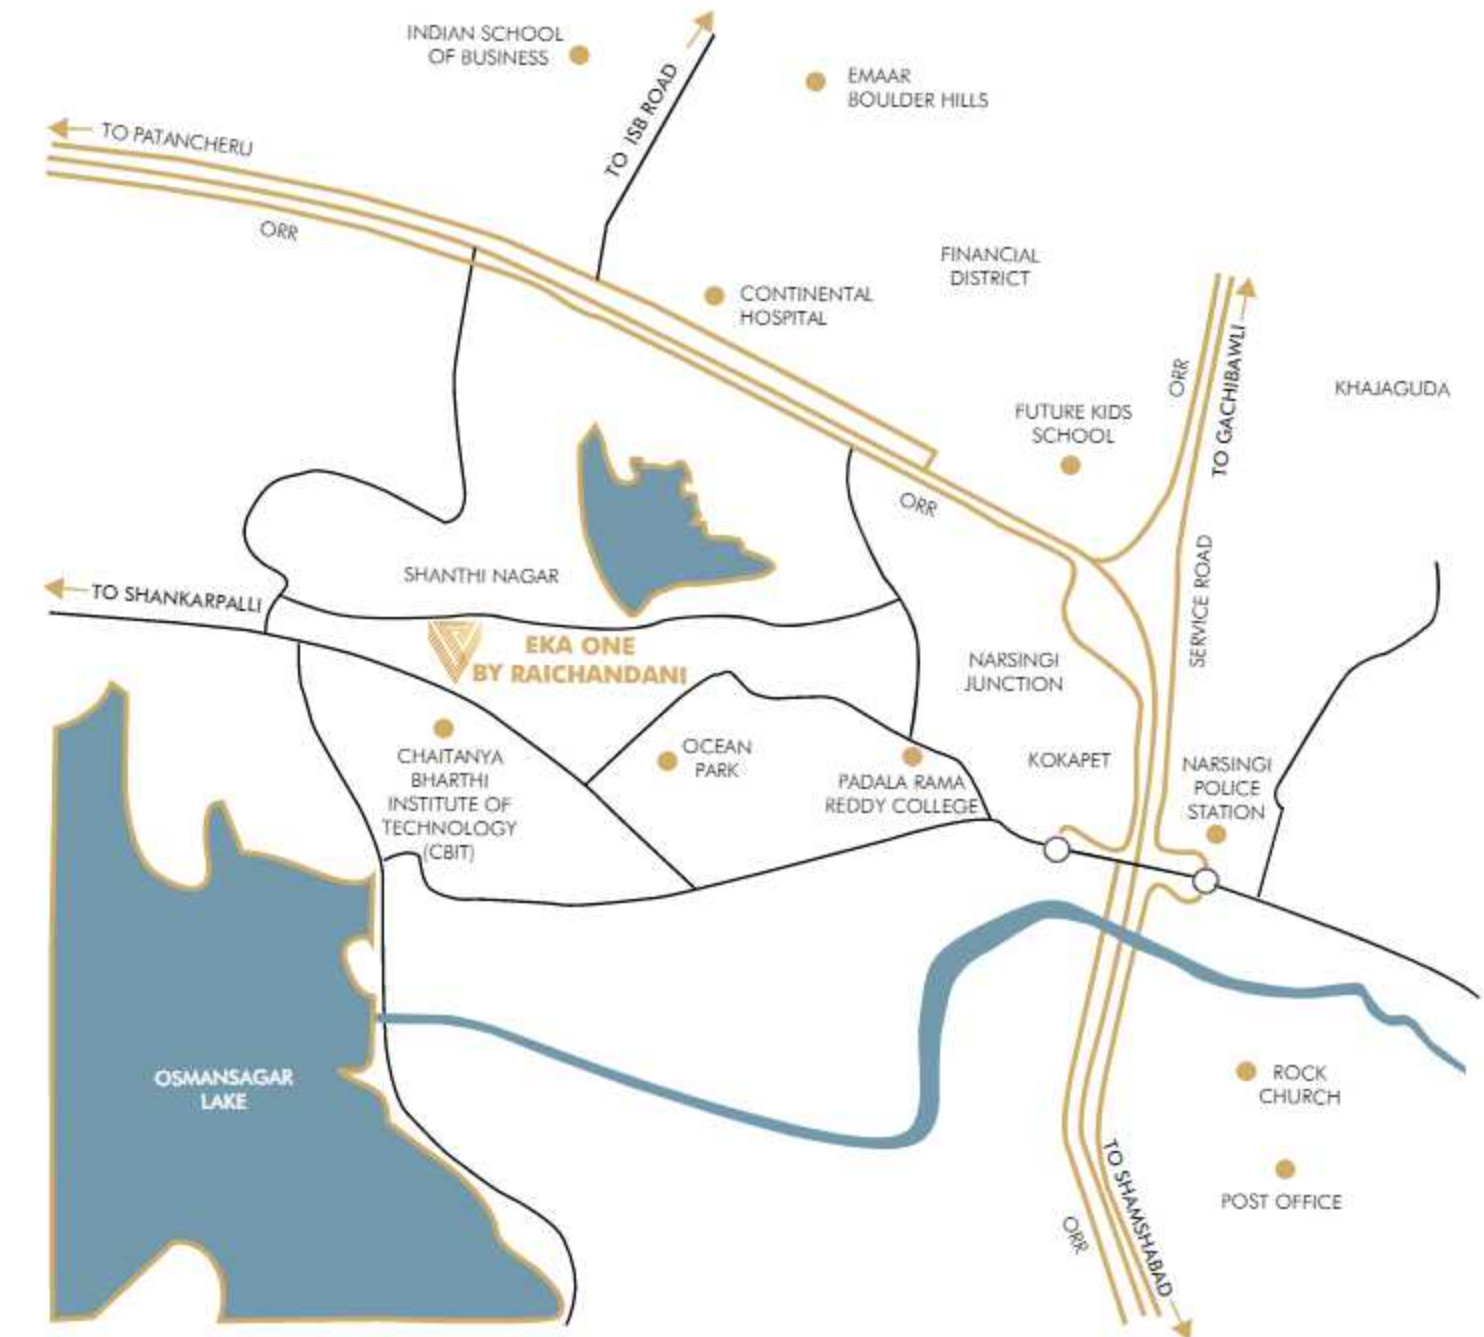 INDIAN SCHOOL
OF BUSINESS
TO ISB ROAD
EMAAR
BOULDER HILLS
TO PATANCHERU
ORR
FINANCIAL
DISTRICT
CONTINENTAL
HOSPITAL
ORR
TO GACHIBAWLI
KHAJAGUDA
FUTURE KIDS
SCHOOL
ORR
SHANTHI NAGAR
TO SHANKARPALLI
SERVICE ROAD
EKA ONE
BY RAICHANDANI
NARSINGI
JUNCTION
CHAITANYA
BHARTHI
INSTITUTE OF
TECHNOLOGY
(CBIT)
OCEAN
PARK
PADALA RAMA
REDDY COLLEGE
KOKAPET
NARSINGI
POLICE
STATION
OSMANSAGAR
LAKE
ROCK
CHURCH
POST OFFICE
TO SHAMSHABAD
ORR